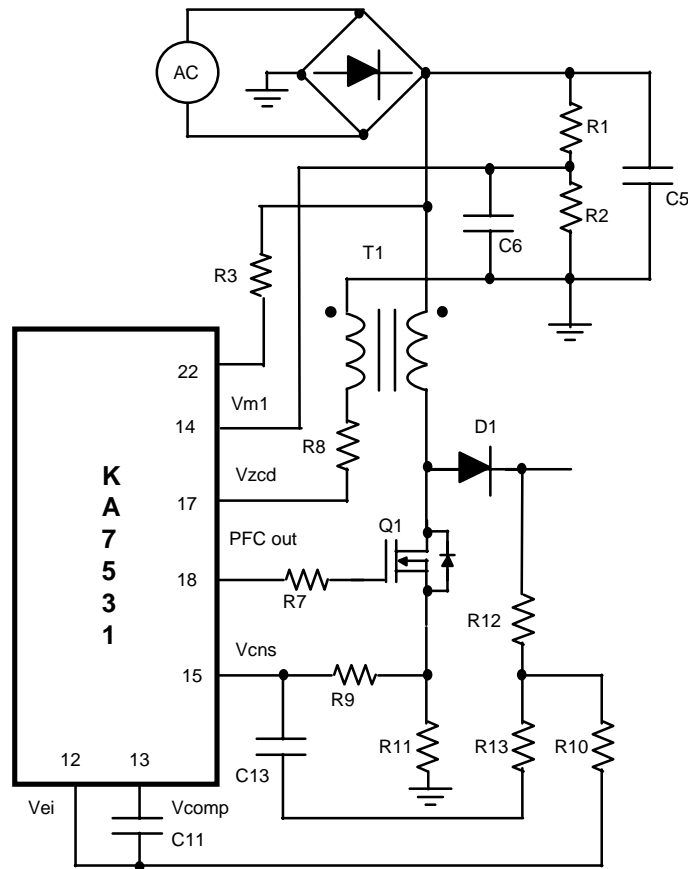 AC
R1
C5
R2
C6
T1
R3
22
Vm1
14
D1
R8
K
A
7
5
3
1
Vzcd
17
Q1
PFC out
18
R7
R12
Vcns
15
R9
R11
R13
R10
C13
12
13
Vei
Vcomp
C11